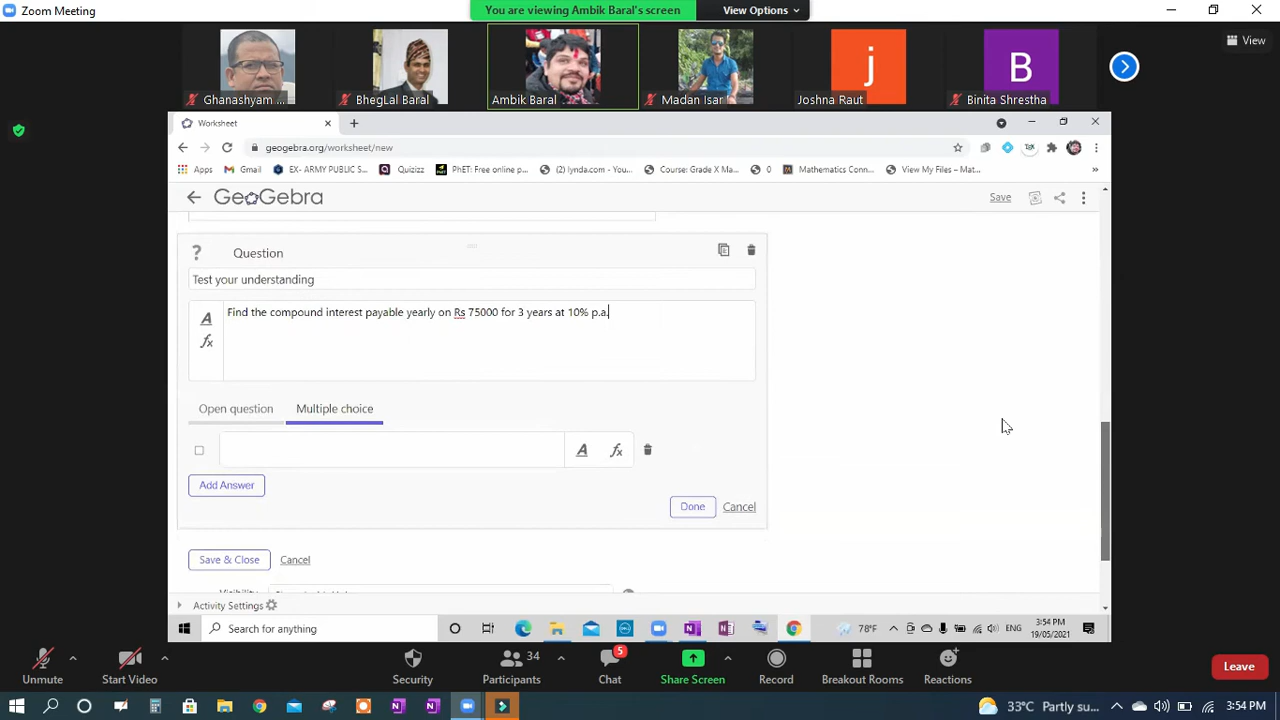 Zoom Meeting
You are viewing Ambik Baral's screen
View Options
View
Ghanashyam ...
BhegLal Baral
Ambik Baral
Madan Isar
j
Joshna Raut
B
Binita Shrestha
Worksheet
geogebra.org/worksheet/new
Apps
Gmail
EX- ARMY PUBLIC S...
Quizizz
PhET: Free online p...
(2) lynda.com - You...
Course: Grade X Ma...
0
Mathematics Conn...
View My Files – Mat...
»
GeoGebra
Save
? Question
Test your understanding
A
Find the compound interest payable yearly on Rs 75000 for 3 years at 10% p.a.
fx
Open question
Multiple choice
A
fx
Add Answer
Done
Cancel
Save & Close
Cancel
Activity Settings
Search for anything
78°F
ENG
3:54 PM
19/05/2021
Unmute
Start Video
Security
34
Participants
5
Chat
Share Screen
Record
Breakout Rooms
Reactions
Leave
33°C Partly su...
3:54 PM